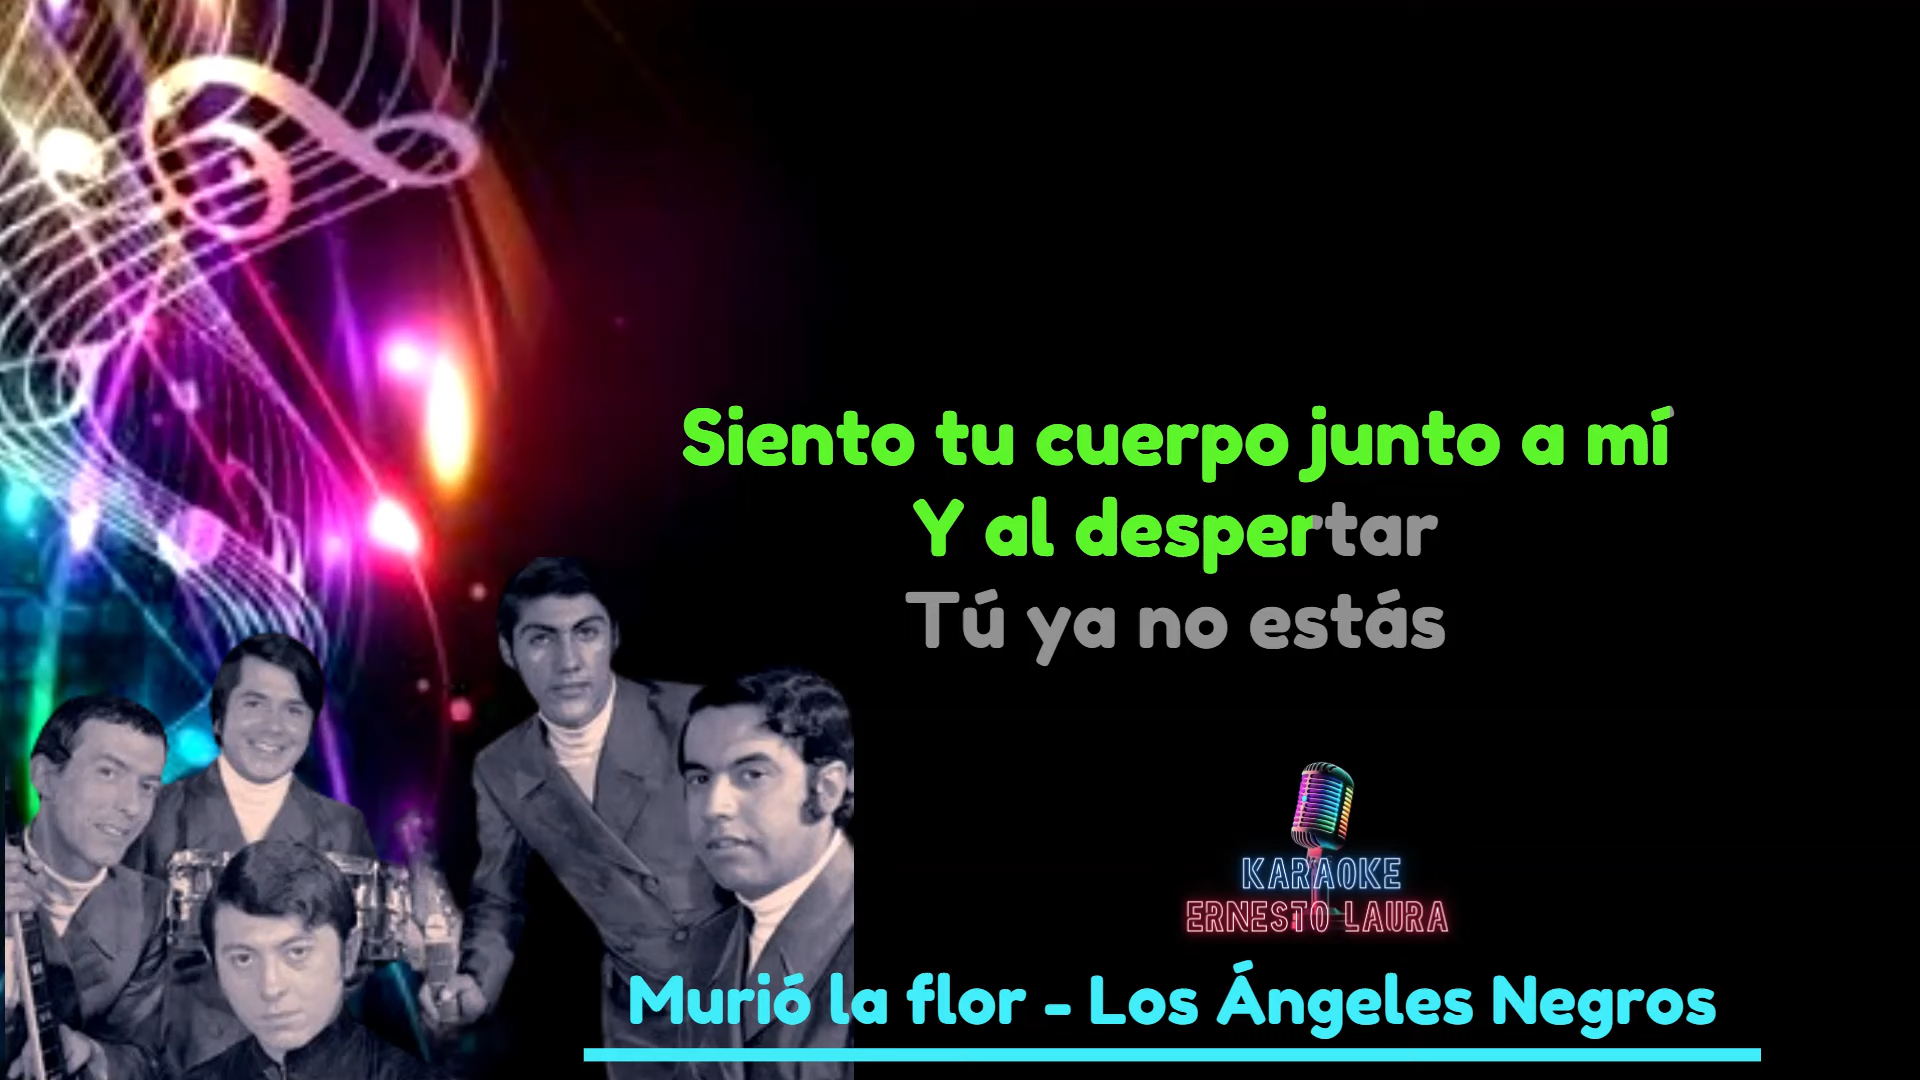 Siento tu cuerpo junto a mí
Y al despertar
Tú ya no estás
KARAOKE
ERNESTO LAURA
Murió la flor - Los Ángeles Negros